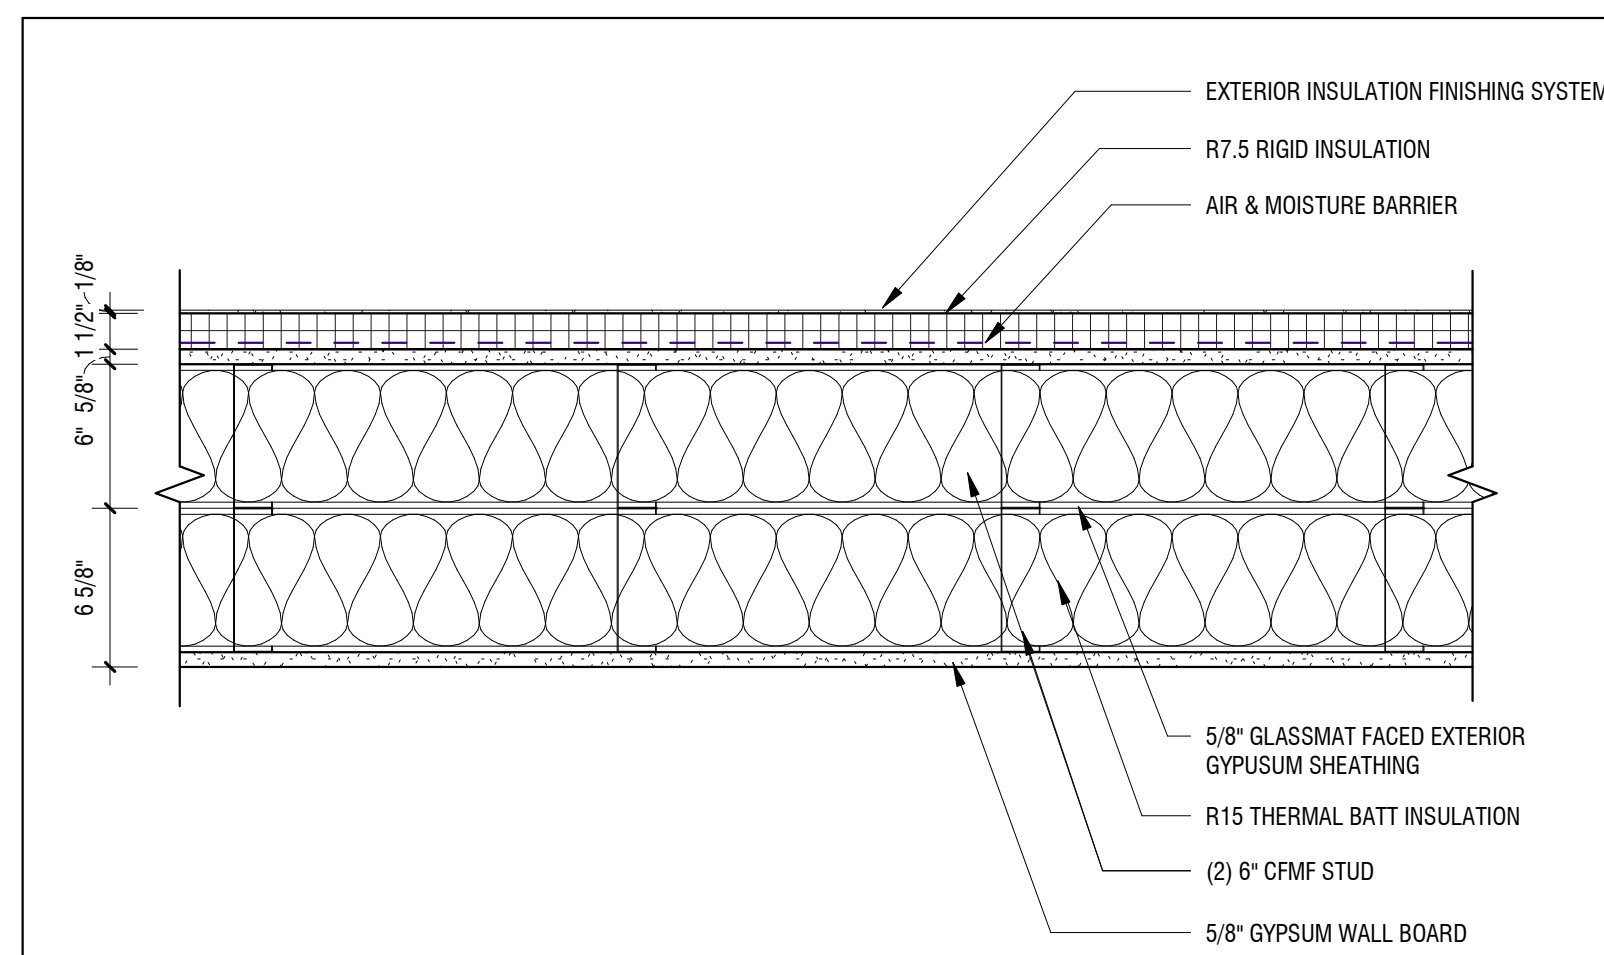 EXTERIOR INSULATION FINISHING SYSTEM
R7.5 RIGID INSULATION
AIR & MOISTURE BARRIER
1/8"
1 1/2"
5/8"
6"
6 5/8"
5/8" GLASSMAT FACED EXTERIOR
GYPUSUM SHEATHING
R15 THERMAL BATT INSULATION
(2) 6" CFMF STUD
5/8" GYPSUM WALL BOARD